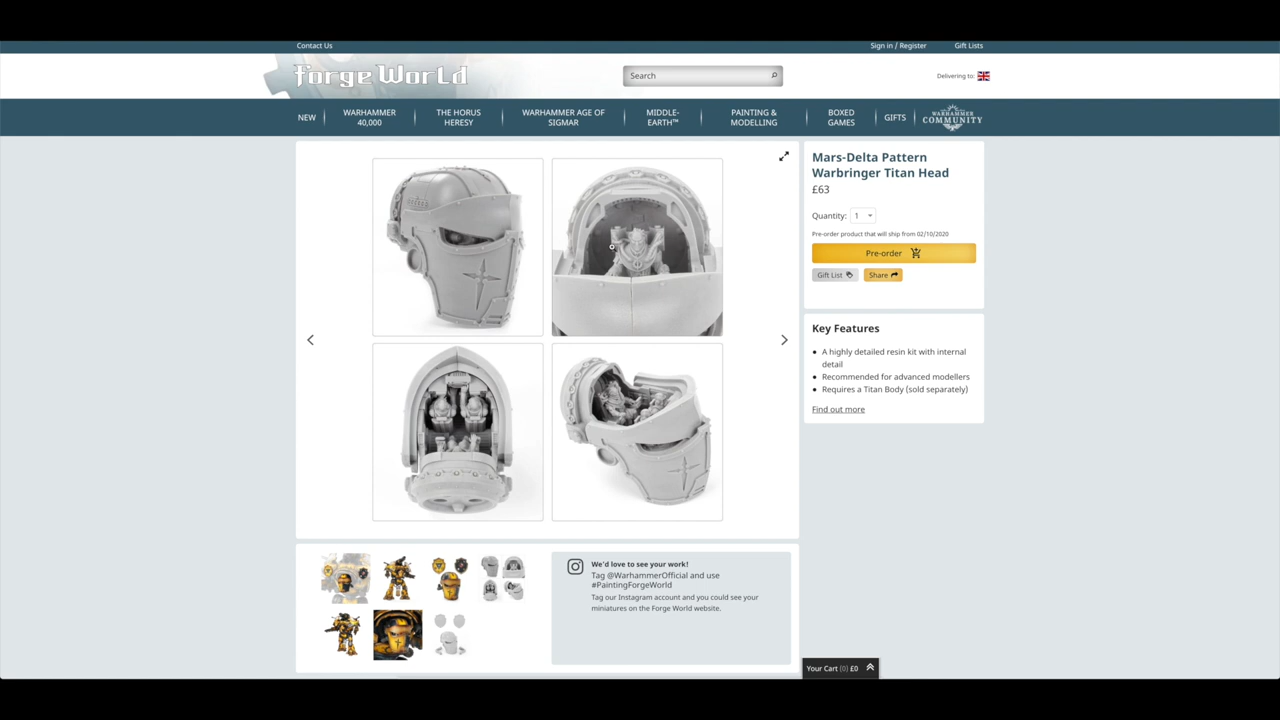 Contact Us
Sign in / Register
Gift Lists
Forge World
Search
Delivering to:
NEW
WARHAMMER 40,000
THE HORUS HERESY
WARHAMMER AGE OF SIGMAR
MIDDLE-EARTH™
PAINTING & MODELLING
BOXED GAMES
GIFTS
WARHAMMER COMMUNITY
Mars-Delta Pattern
Warbringer Titan Head
£63
Quantity: 1
Pre-order product that will ship from 02/10/2020
Pre-order
Gift List
Share
Key Features
A highly detailed resin kit with internal
detail
Recommended for advanced modellers
Requires a Titan Body (sold separately)
Find out more
We'd love to see your work!
Tag @WarhammerOfficial and use
#PaintingForgeWorld
Tag our Instagram account and you could see your
miniatures on the Forge World website.
Your Cart (0) £0